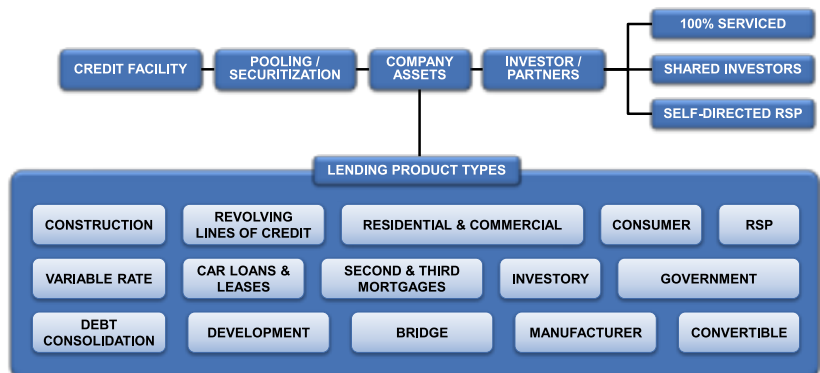 100% SERVICED
CREDIT FACILITY
POOLING /
SECURITIZATION
COMPANY
ASSETS
INVESTOR /
PARTNERS
SHARED INVESTORS
SELF-DIRECTED RSP
LENDING PRODUCT TYPES
CONSTRUCTION
REVOLVING
LINES OF CREDIT
RESIDENTIAL & COMMERCIAL
CONSUMER
RSP
VARIABLE RATE
CAR LOANS &
LEASES
SECOND & THIRD
MORTGAGES
INVESTORY
GOVERNMENT
DEBT
CONSOLIDATION
DEVELOPMENT
BRIDGE
MANUFACTURER
CONVERTIBLE